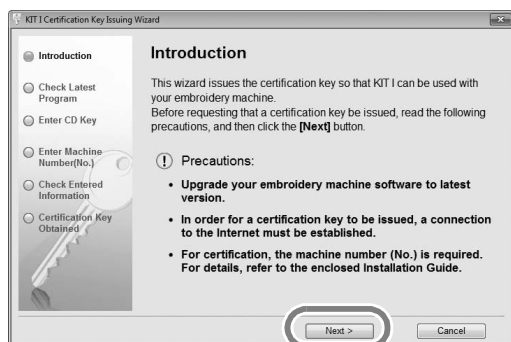 KIT I Certification Key Issuing Wizard
Introduction
Check Latest
Program
Enter CD Key
Enter Machine
Number(No.)
Check Entered
Information
Certification Key
Obtained
Introduction
This wizard issues the certification key so that KIT I can be used with
your embroidery machine.
Before requesting that a certification key be issued, read the following
precautions, and then click the [Next] button.
Precautions:
• Upgrade your embroidery machine software to latest
version.
• In order for a certification key to be issued, a connection
to the Internet must be established.
• For certification, the machine number (No.) is required.
For details, refer to the enclosed Installation Guide.
Next >
Cancel